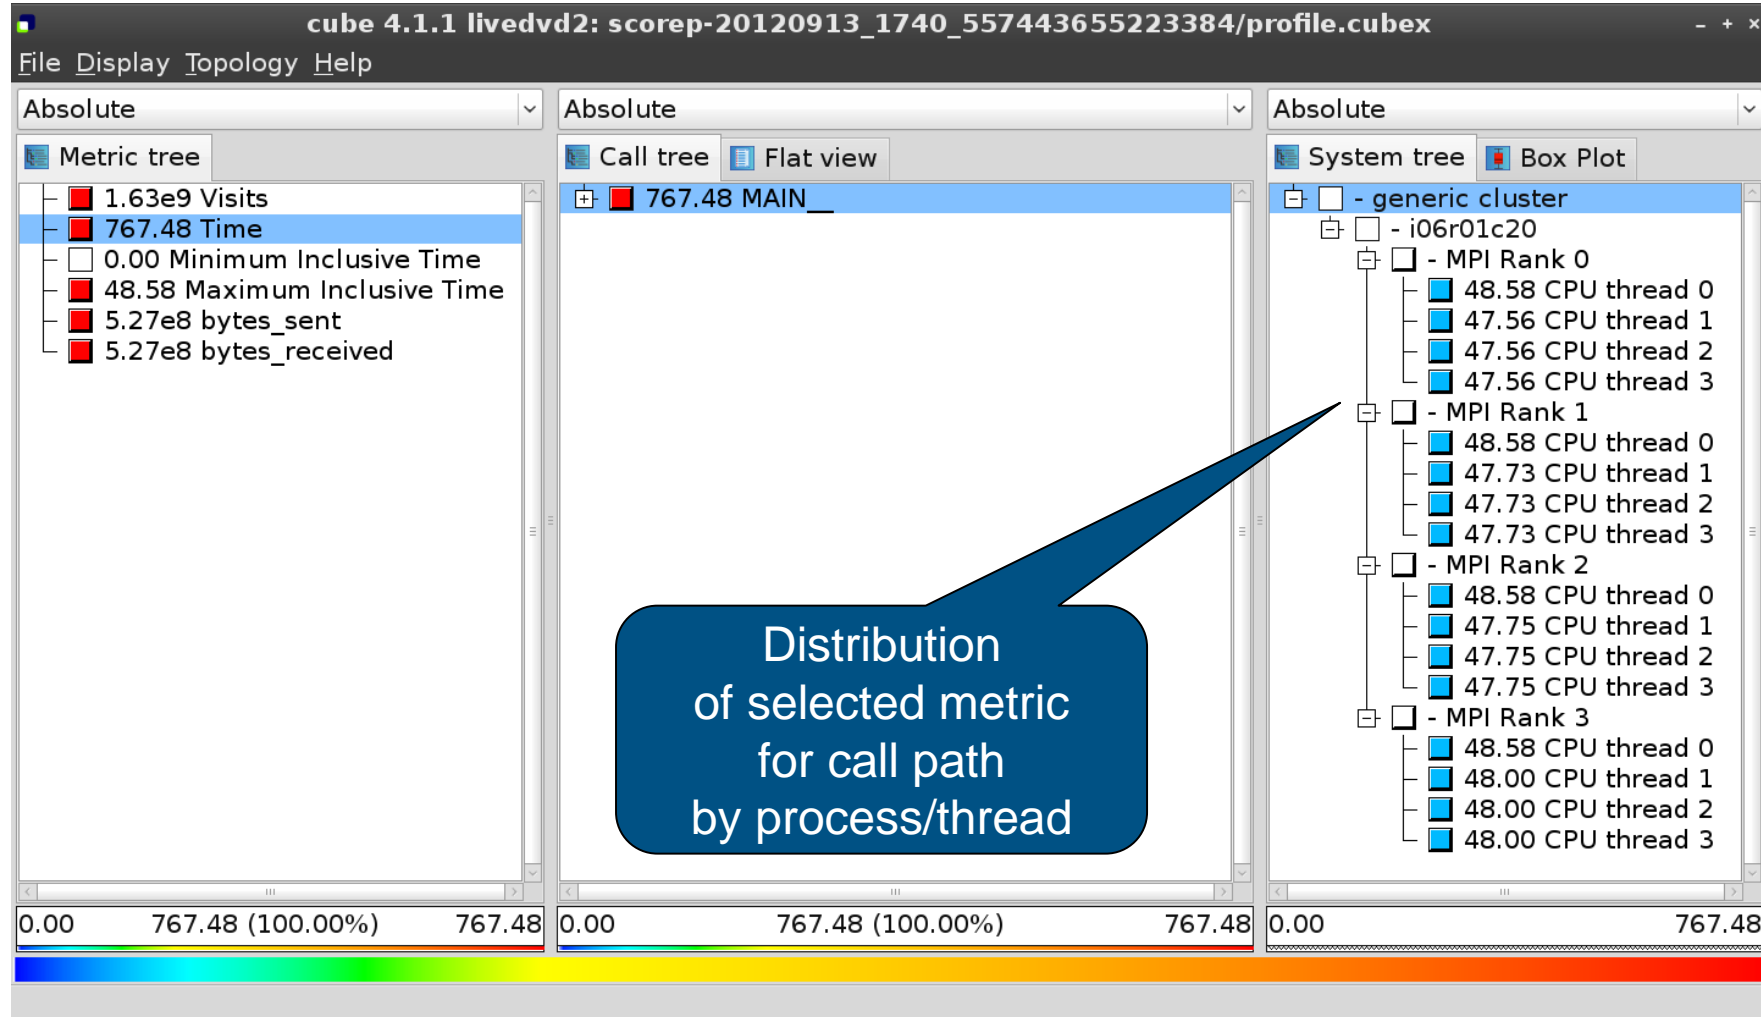 cube 4.1.1 livedvd2: scorep-20120913_1740_557443655223384/profile.cubex
File Display Topology Help
Absolute
Metric tree
1.63e9 Visits
767.48 Time
0.00 Minimum Inclusive Time
48.58 Maximum Inclusive Time
5.27e8 bytes_sent
5.27e8 bytes_received
0.00 767.48 (100.00%) 767.48
Absolute
Call tree Flat view
767.48 MAIN__
Distribution
of selected metric
for call path
by process/thread
0.00 767.48 (100.00%) 767.48
Absolute
System tree Box Plot
- generic cluster
- i06r01c20
- MPI Rank 0
48.58 CPU thread 0
47.56 CPU thread 1
47.56 CPU thread 2
47.56 CPU thread 3
- MPI Rank 1
48.58 CPU thread 0
47.73 CPU thread 1
47.73 CPU thread 2
47.73 CPU thread 3
- MPI Rank 2
48.58 CPU thread 0
47.75 CPU thread 1
47.75 CPU thread 2
47.75 CPU thread 3
- MPI Rank 3
48.58 CPU thread 0
48.00 CPU thread 1
48.00 CPU thread 2
48.00 CPU thread 3
0.00 767.48